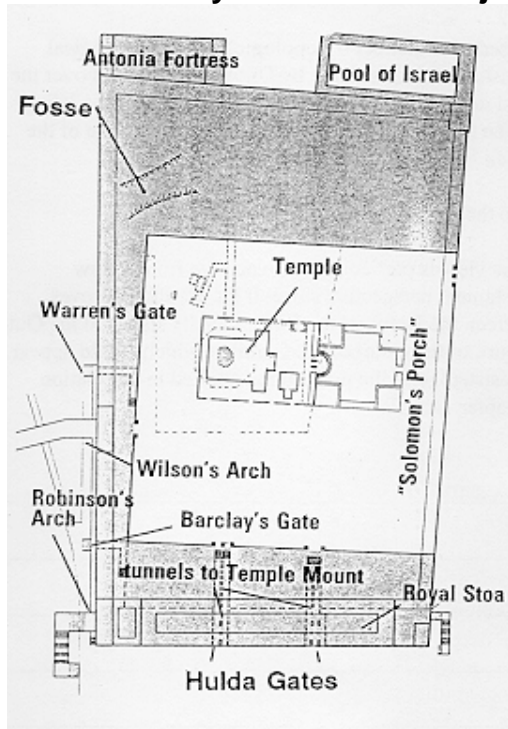 Antonia Fortress
Pool of Israel
Fosse
Temple
Warren's Gate
"Solomon's Porch"
Wilson's Arch
Robinson's
Arch
Barclay's Gate
tunnels to Temple Mount
Royal Stoa
Hulda Gates